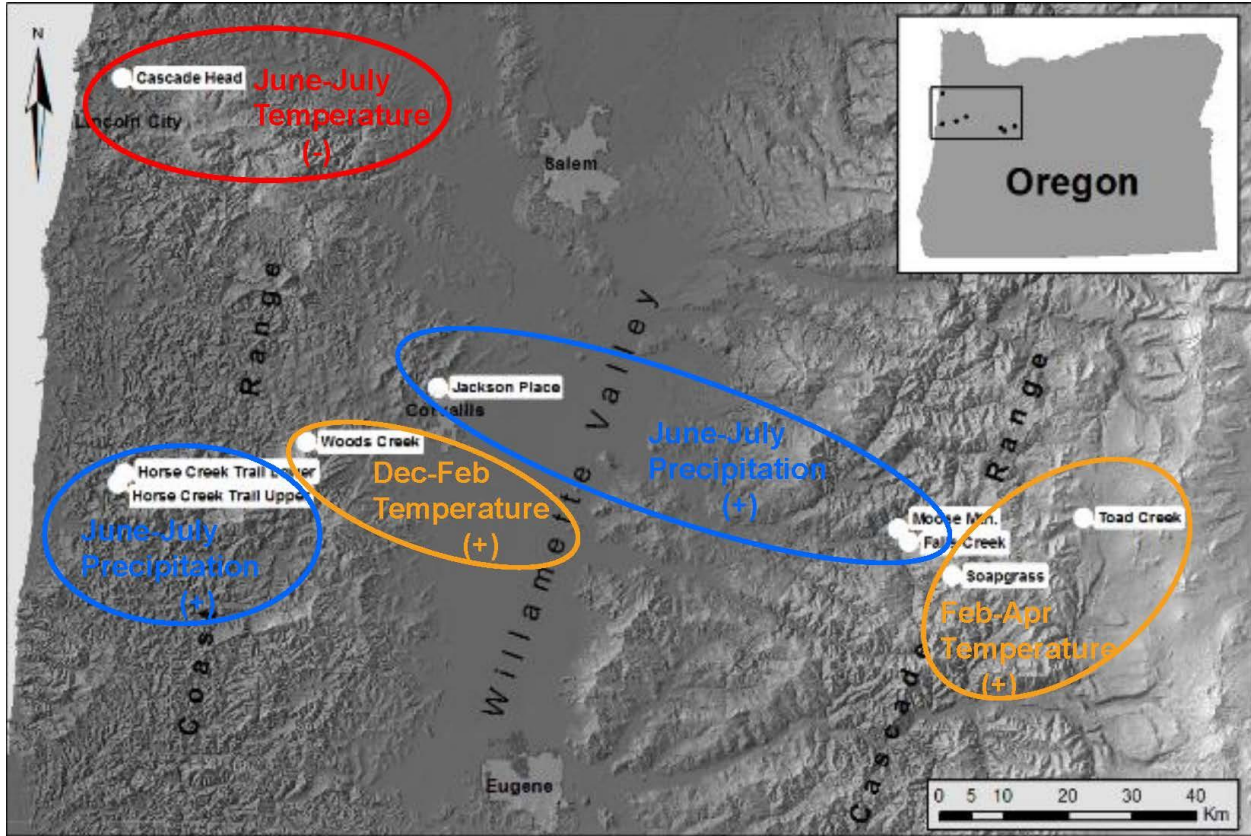 N
Cascade Head
Lincoln City
June-July
Temperature
(-)
Salem
Oregon
Coast Range
Willamette Valley
Cascade Range
Jackson Place
Corvallis
Woods Creek
Horse Creek Trail Lower
Horse Creek Trail Upper
June-July
Precipitation
(+)
Dec-Feb
Temperature
(+)
June-July
Precipitation
(+)
Moose Mtn.
Falls Creek
Toad Creek
Soapgrass
Feb-Apr
Temperature
(+)
Eugene
0 5 10 20 30 40
Km